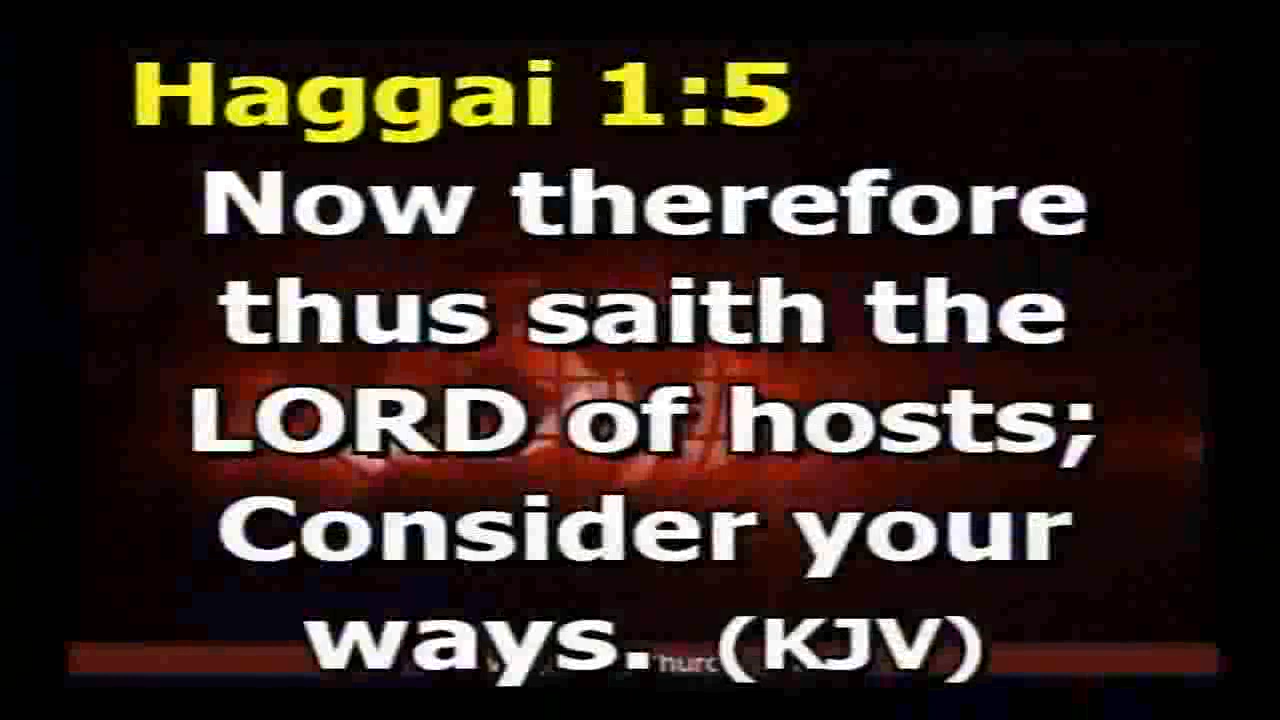 Haggai 1:5
Now therefore
thus saith the
LORD of hosts;
Consider your
ways. (KJV)